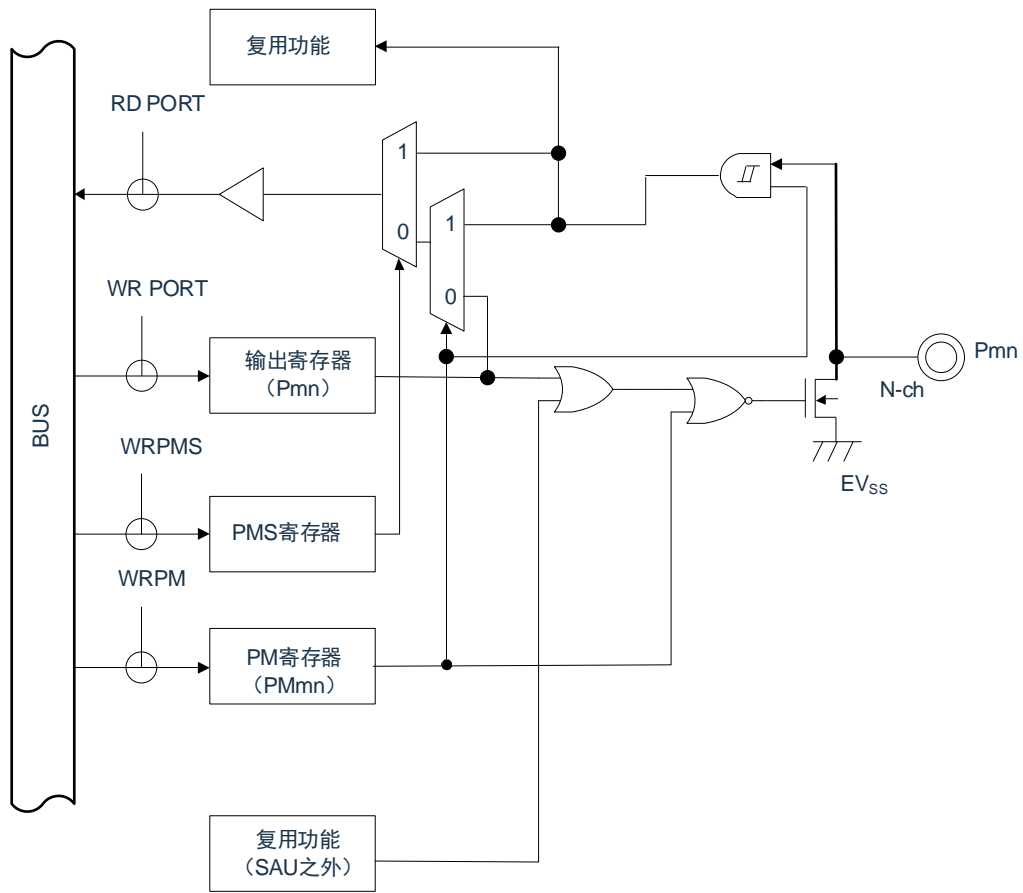 复用功能
RD PORT
1
0
1
0
WR PORT
输出寄存器
（Pmn）
Pmn
N-ch
EVSS
BUS
WRPMS
PMS寄存器
WRPM
PM寄存器
（PMmn）
复用功能
（SAU之外）